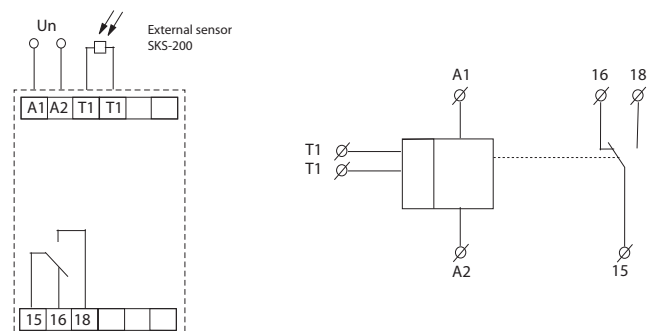 Un
External sensor
SKS-200
A1 A2 T1 T1
15 16 18
A1
16 18
T1
T1
A2
15